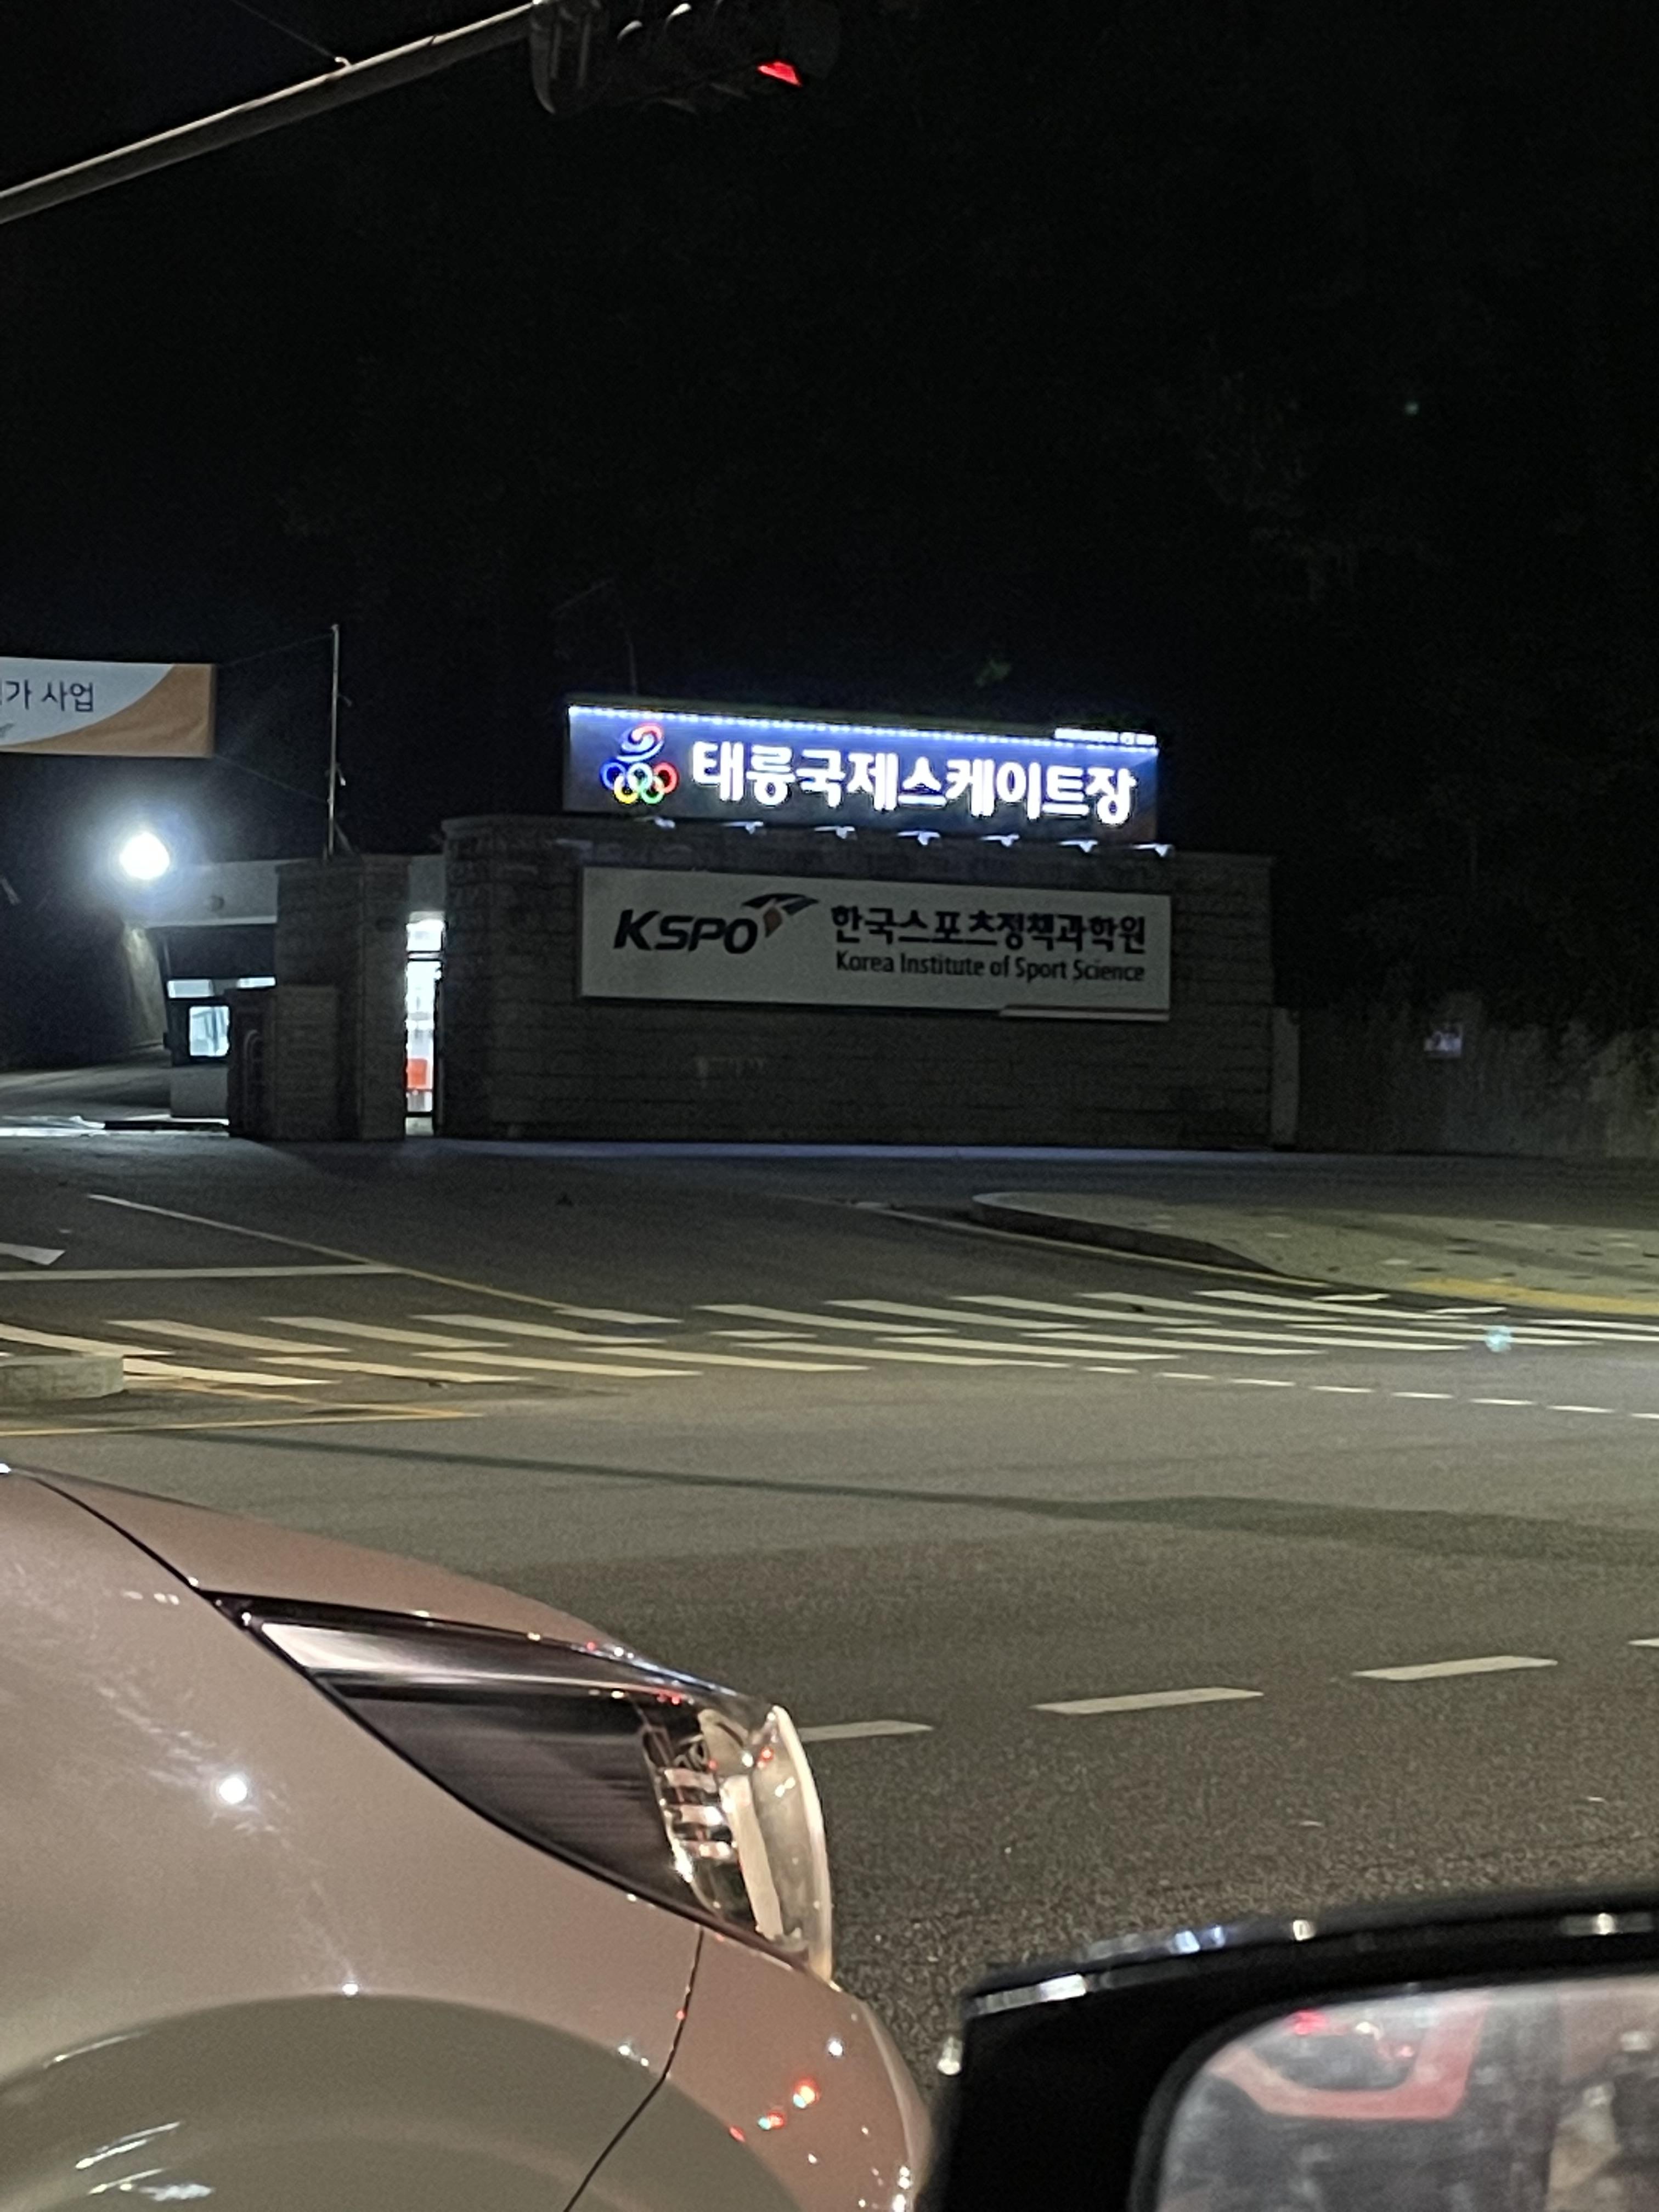 가 사업
태릉국제스케이트장
KSPO
한국스포츠정책과학원
Korea Institute of Sport Science